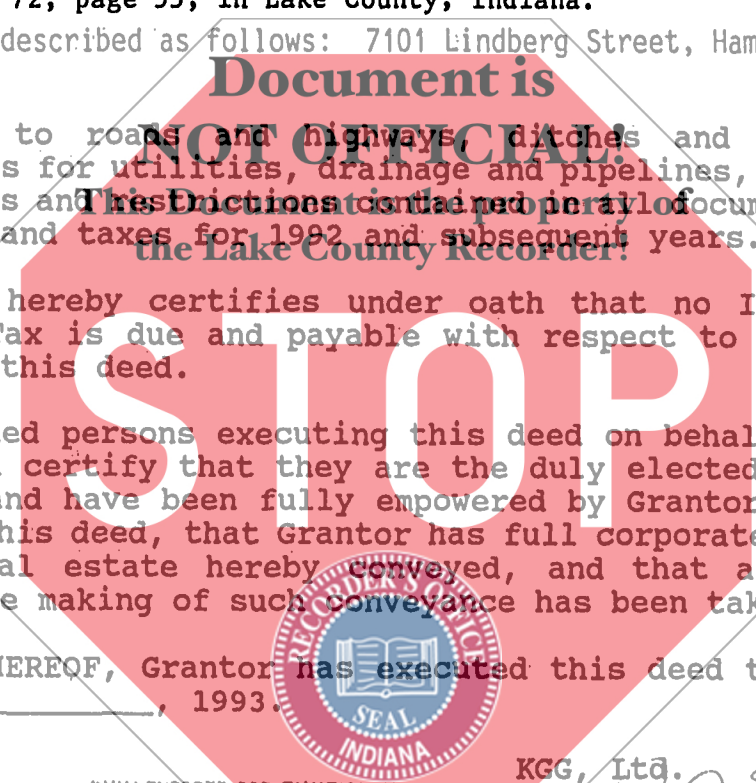 72, page 55, in Lake County, Indiana.
described as follows: 7101 Lindberg Street, Ham
Document is
NOT OFFICIAL!
to roads and highways, ditches and
s for utilities, drainage and pipelines,
This Document is the property of
s and restrictions contained in all docum
and taxes for 1992 and subsequent years.
the Lake County Recorder!
hereby certifies under oath that no I
Tax is due and payable with respect to
this deed.
STOP
ed persons executing this deed on behal
certify that they are the duly elected
and have been fully empowered by Grantor
his deed, that Grantor has full corporate
al estate hereby conveyed, and that a
e making of such conveyance has been tak
HEREOF, Grantor has executed this deed t
, 1993.
RECORDER'S OFFICE
SEAL
INDIANA
KGG, Ltd.